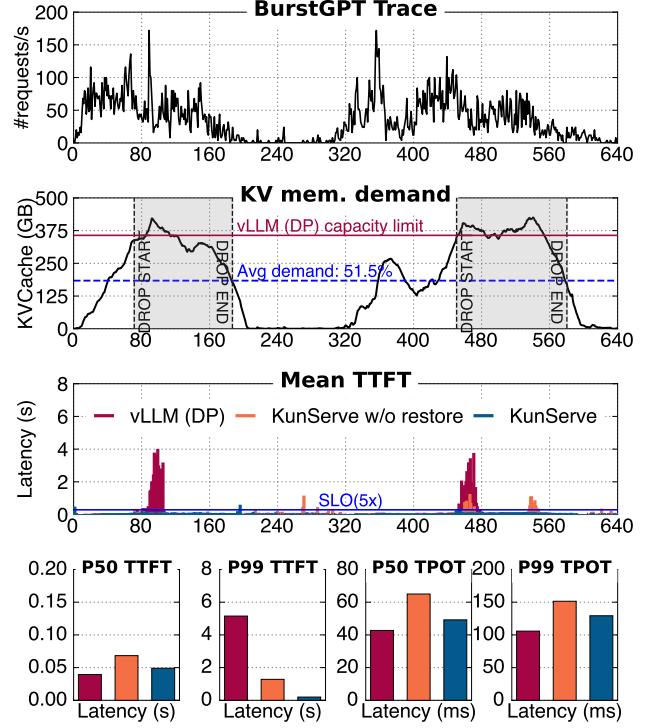 BurstGPT Trace
#requests/s
200
150
100
50
0
0 80 160 240 320 400 480 560 640
KV mem. demand
KVCache (GB)
500
375
250
125
0
vLLM (DP) capacity limit
Avg demand: 51.5%
DROP START
DROP END
DROP START
DROP END
0 80 160 240 320 400 480 560 640
Mean TTFT
Latency (s)
8
6
4
2
0
vLLM (DP) KunServe w/o restore KunServe
SLO(5x)
0 80 160 240 320 400 480 560 640
P50 TTFT
0.20
0.15
0.10
0.05
0.00
Latency (s)
P99 TTFT
8
6
4
2
0
Latency (s)
P50 TPOT
80
60
40
20
0
Latency (ms)
P99 TPOT
200
150
100
50
0
Latency (ms)